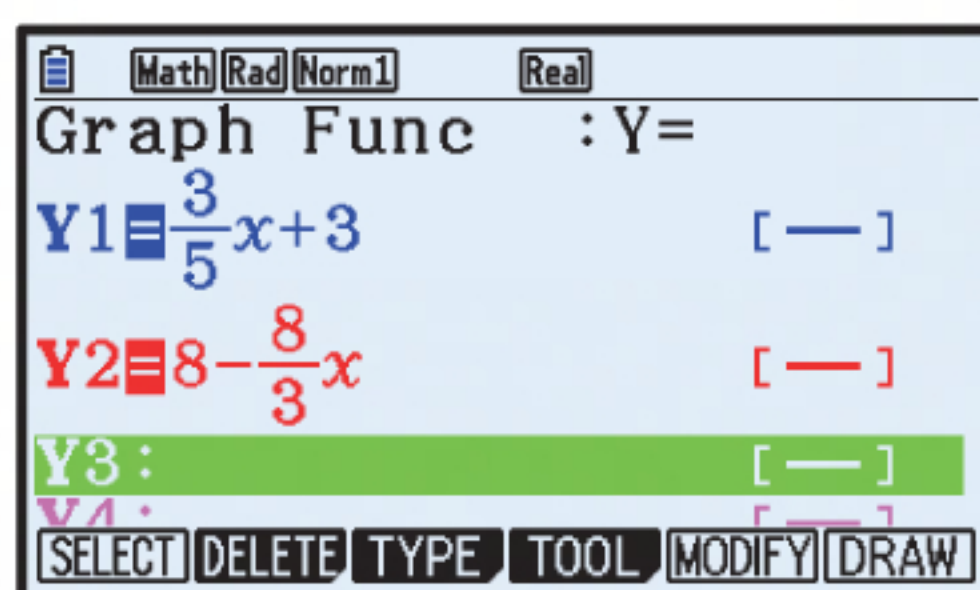 Math Rad Norm1 Real
Graph Func :Y=
Y1=3/5x+3 [—]
Y2=8−8/3x [—]
Y3: [—]
Y4: [—]
SELECT DELETE TYPE TOOL MODIFY DRAW